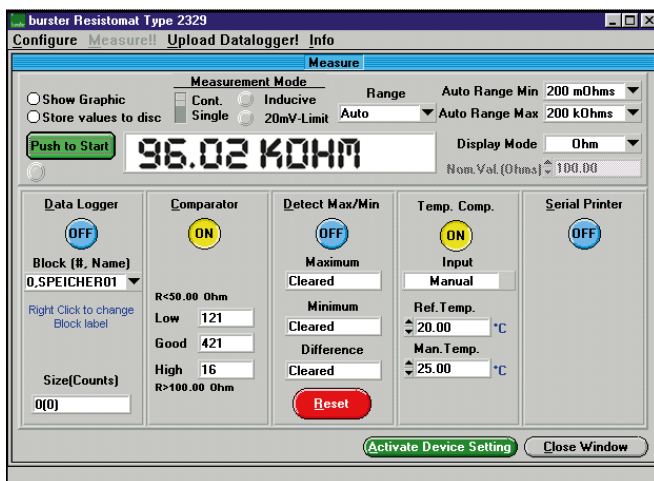 burster Resistomat Type 2329
Configure Measure!! Upload Datalogger! Info
Measure
Show Graphic
Store values to disc
Measurement Mode
Cont.
Single
Inducive
20mV-Limit
Range
Auto
Auto Range Min 200 mOhms
Auto Range Max 200 kOhms
Push to Start
96.02 KOHM
Display Mode Ohm
Nom.Val.(Ohms) 100.00
Data Logger
OFF
Block (#, Name)
0,SPEICHER01
Right Click to change
Block label
Size(Counts)
0(0)
Comparator
ON
R<50.00 Ohm
Low 121
Good 421
High 16
R>100.00 Ohm
Detect Max/Min
OFF
Maximum
Cleared
Minimum
Cleared
Difference
Cleared
Reset
Temp. Comp.
ON
Input
Manual
Ref.Temp.
20.00 °C
Man.Temp.
25.00 °C
Serial Printer
OFF
Activate Device Setting
Close Window